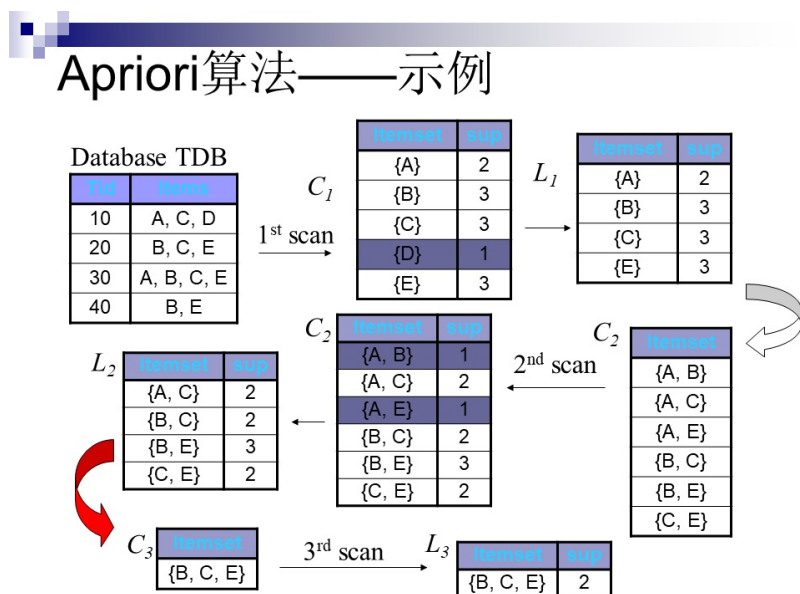 Apriori算法——示例
Database TDB
Tid Items
10 A, C, D
20 B, C, E
30 A, B, C, E
40 B, E
1st scan
C1
Itemset sup
{A} 2
{B} 3
{C} 3
{D} 1
{E} 3
L1
Itemset sup
{A} 2
{B} 3
{C} 3
{E} 3
C2
Itemset
{A, B}
{A, C}
{A, E}
{B, C}
{B, E}
{C, E}
2nd scan
C2
Itemset sup
{A, B} 1
{A, C} 2
{A, E} 1
{B, C} 2
{B, E} 3
{C, E} 2
L2
Itemset sup
{A, C} 2
{B, C} 2
{B, E} 3
{C, E} 2
C3
Itemset
{B, C, E}
3rd scan
L3
Itemset sup
{B, C, E} 2